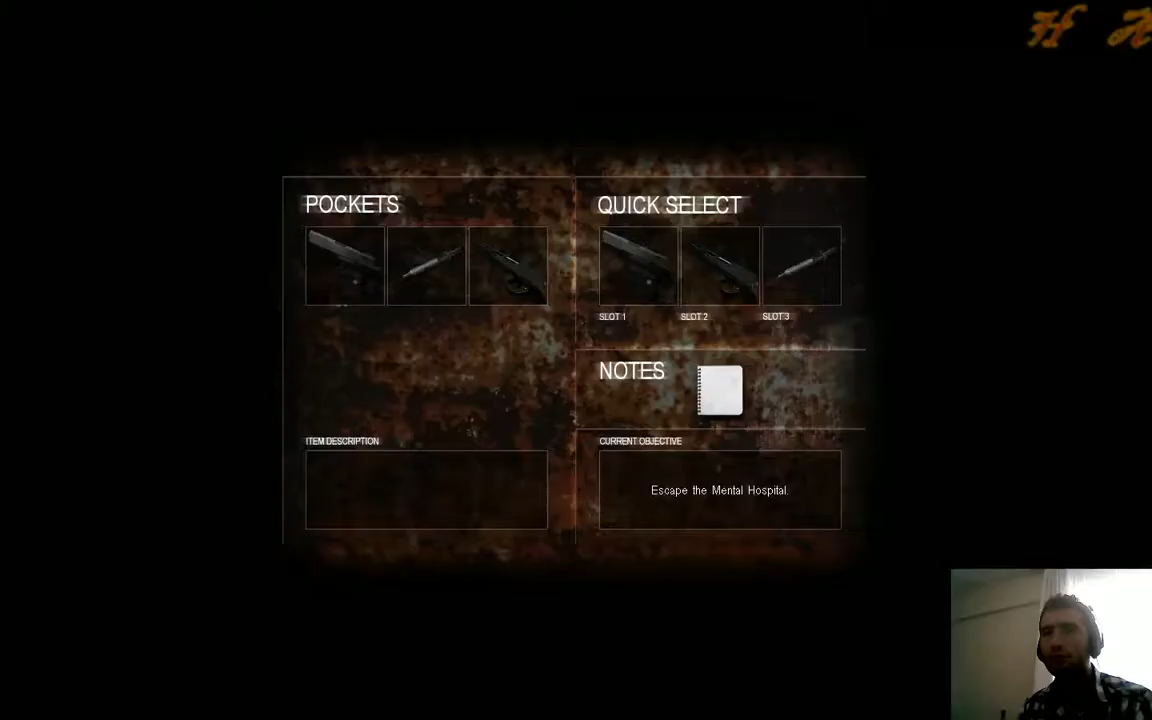 POCKETS
QUICK SELECT
SLOT 1
SLOT 2
SLOT 3
NOTES
ITEM DESCRIPTION
CURRENT OBJECTIVE
Escape the Mental Hospital.